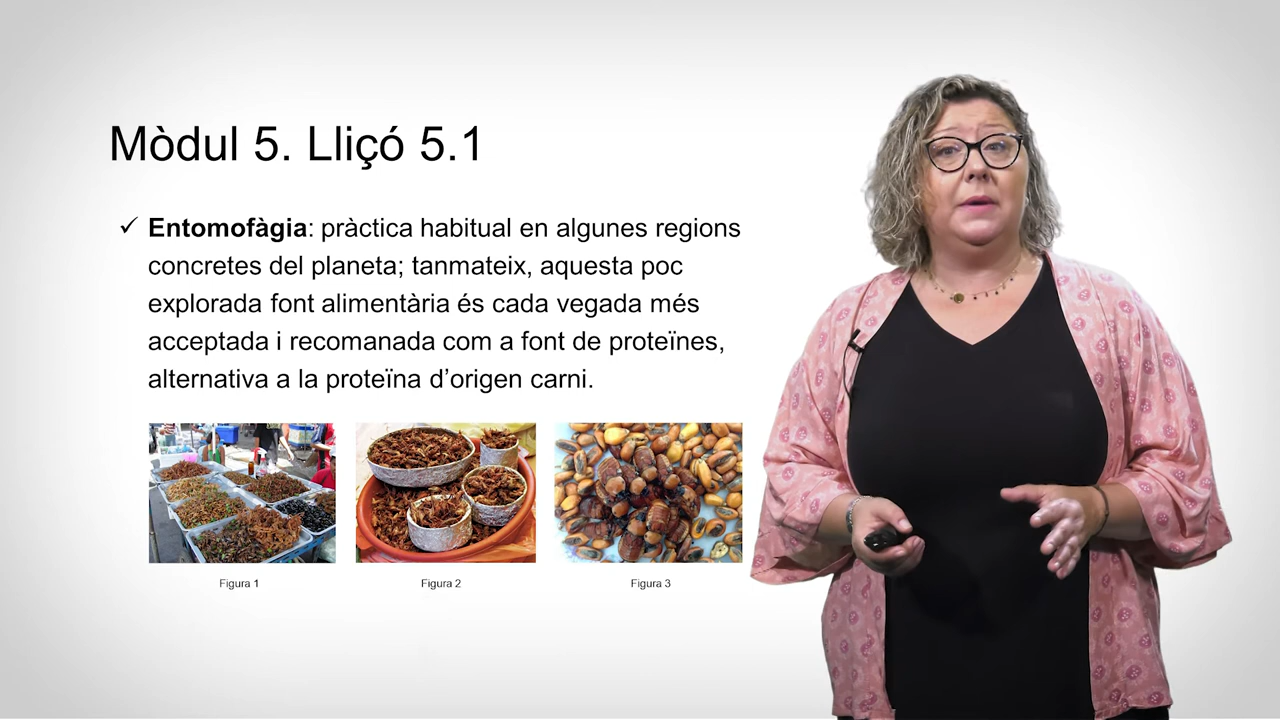 Mòdul 5. Lliçó 5.1
✓ Entomofàgia: pràctica habitual en algunes regions
concretes del planeta; tanmateix, aquesta poc
explorada font alimentària és cada vegada més
acceptada i recomanada com a font de proteïnes,
alternativa a la proteïna d’origen carni.
Figura 1
Figura 2
Figura 3